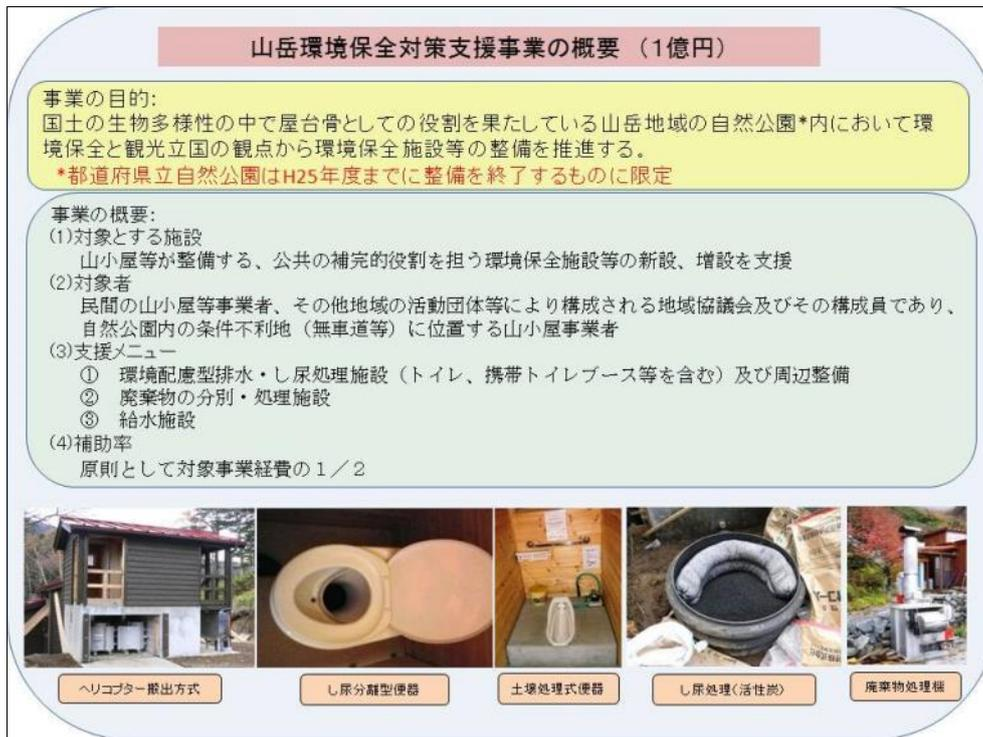 山岳環境保全対策支援事業の概要 （1億円）
事業の目的:
国土の生物多様性の中で屋台骨としての役割を果たしている山岳地域の自然公園*内において環
境保全と観光立国の観点から環境保全施設等の整備を推進する。
*都道府県立自然公園はH25年度までに整備を終了するものに限定
事業の概要:
(1)対象とする施設
山小屋等が整備する、公共の補完的役割を担う環境保全施設等の新設、増設を支援
(2)対象者
民間の山小屋等事業者、その他地域の活動団体等により構成される地域協議会及びその構成員であり、
自然公園内の条件不利地（無車道等）に位置する山小屋事業者
(3)支援メニュー
① 環境配慮型排水・し尿処理施設（トイレ、携帯トイレブース等を含む）及び周辺整備
② 廃棄物の分別・処理施設
③ 給水施設
(4)補助率
原則として対象事業経費の１／２
ヘリコプター搬出方式
し尿分離型便器
土壌処理式便器
し尿処理(活性炭)
廃棄物処理機